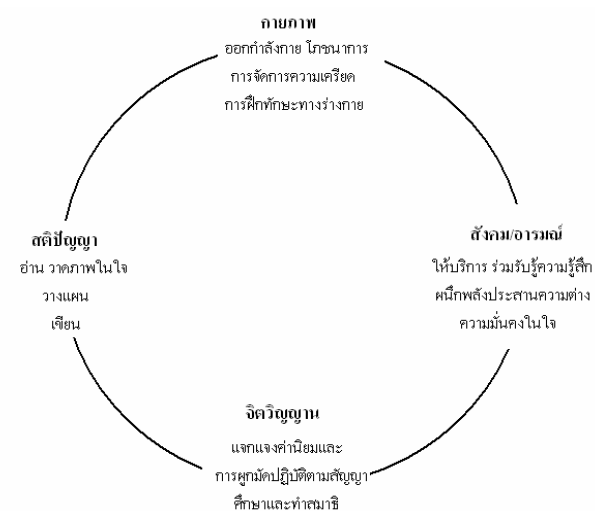 กายภาพ
ออกกำลังกาย โภชนาการ
การจัดการความเครียด
การฝึกทักษะทางร่างกาย
สังคม/อารมณ์
ให้บริการ ร่วมรับรู้ความรู้สึก
ผนึกพลังประสานความต่าง
ความมั่นคงในใจ
สติปัญญา
อ่าน วาดภาพในใจ
วางแผน
เขียน
จิตวิญญาน
แจกแจงค่านิยมและ
การผูกมัดปฏิบัติตามสัญญา
ศึกษาและทำสมาธิ